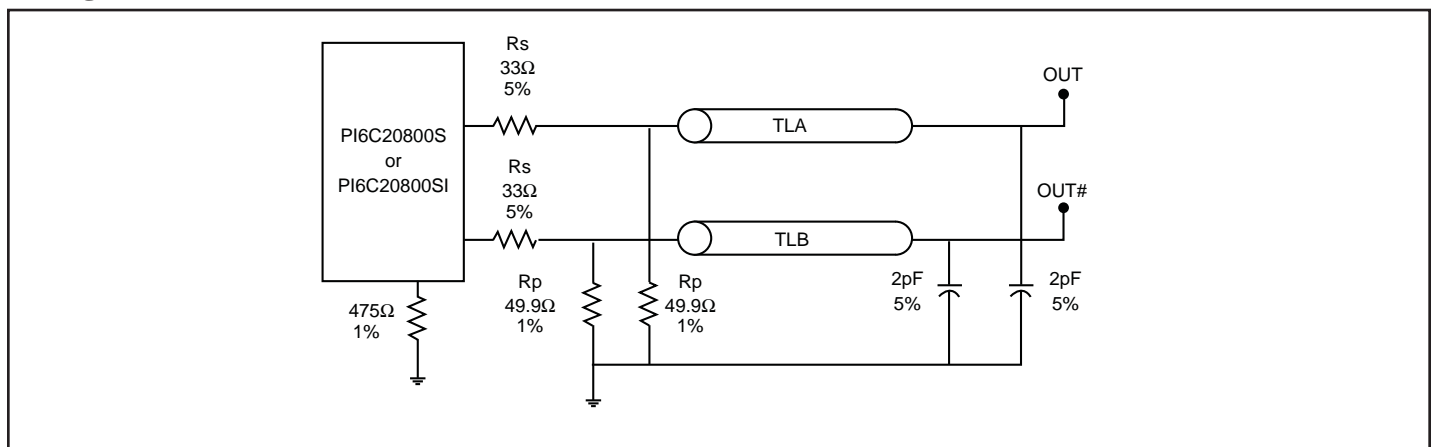 Rs
33Ω
5%
OUT
PI6C20800S
or
PI6C20800SI
TLA
Rs
33Ω
5%
OUT#
TLB
475Ω
1%
Rp
49.9Ω
1%
Rp
49.9Ω
1%
2pF
5%
2pF
5%